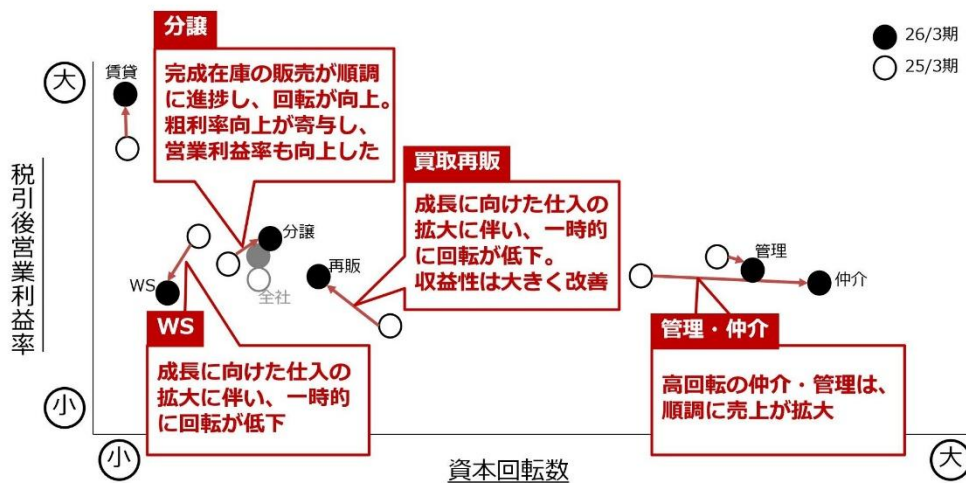 26/3期
25/3期
大
賃貸
分譲
完成在庫の販売が順調
に進捗し、回転が向上。
粗利率向上が寄与し、
営業利益率も向上した
買取再販
成長に向けた仕入の
拡大に伴い、一時的
に回転が低下。
収益性は大きく改善
税引後営業利益率
分譲
全社
再販
WS
管理
仲介
WS
成長に向けた仕入の
拡大に伴い、一時的
に回転が低下
管理・仲介
高回転の仲介・管理は、
順調に売上が拡大
小
小
資本回転数
大